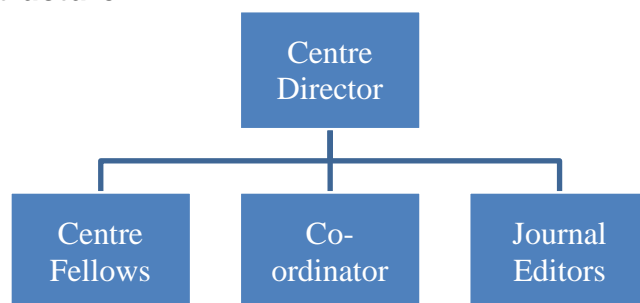 Centre
Director
Centre
Fellows
Co-
ordinator
Journal
Editors